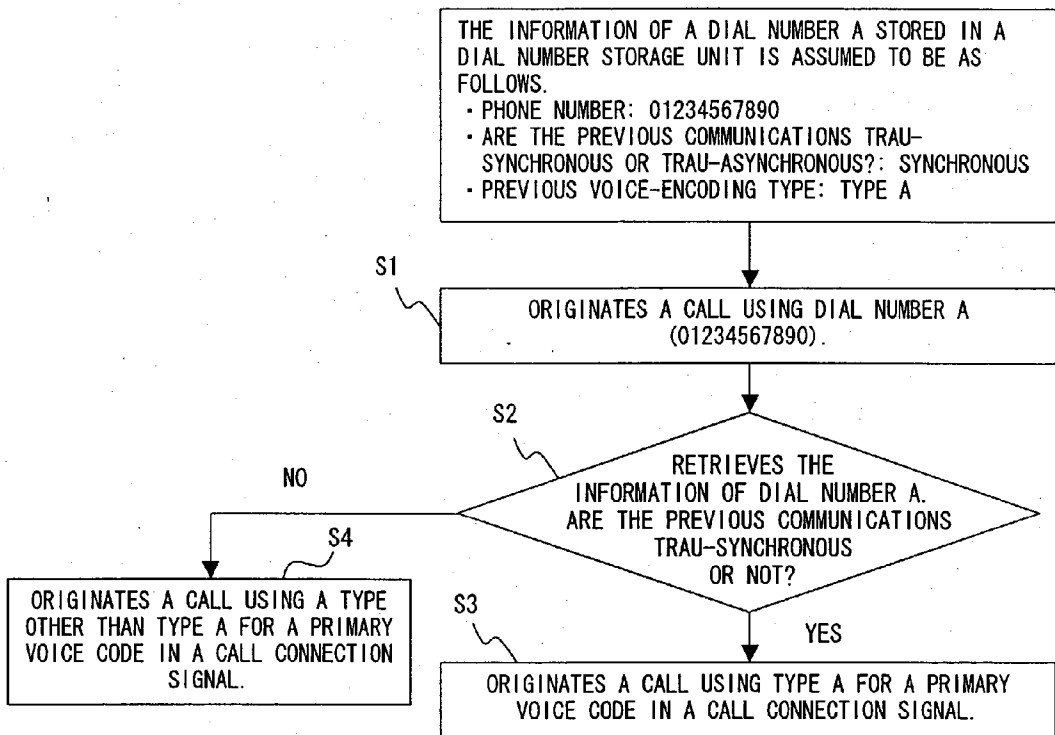 THE INFORMATION OF A DIAL NUMBER A STORED IN A
DIAL NUMBER STORAGE UNIT IS ASSUMED TO BE AS
FOLLOWS.
・PHONE NUMBER: 01234567890
・ARE THE PREVIOUS COMMUNICATIONS TRAU-
SYNCHRONOUS OR TRAU-ASYNCHRONOUS?: SYNCHRONOUS
・PREVIOUS VOICE-ENCODING TYPE: TYPE A
S1
ORIGINATES A CALL USING DIAL NUMBER A
(01234567890).
S2
RETRIEVES THE
INFORMATION OF DIAL NUMBER A.
ARE THE PREVIOUS COMMUNICATIONS
TRAU-SYNCHRONOUS
OR NOT?
NO
S4
ORIGINATES A CALL USING A TYPE
OTHER THAN TYPE A FOR A PRIMARY
VOICE CODE IN A CALL CONNECTION
SIGNAL.
YES
S3
ORIGINATES A CALL USING TYPE A FOR A PRIMARY
VOICE CODE IN A CALL CONNECTION SIGNAL.